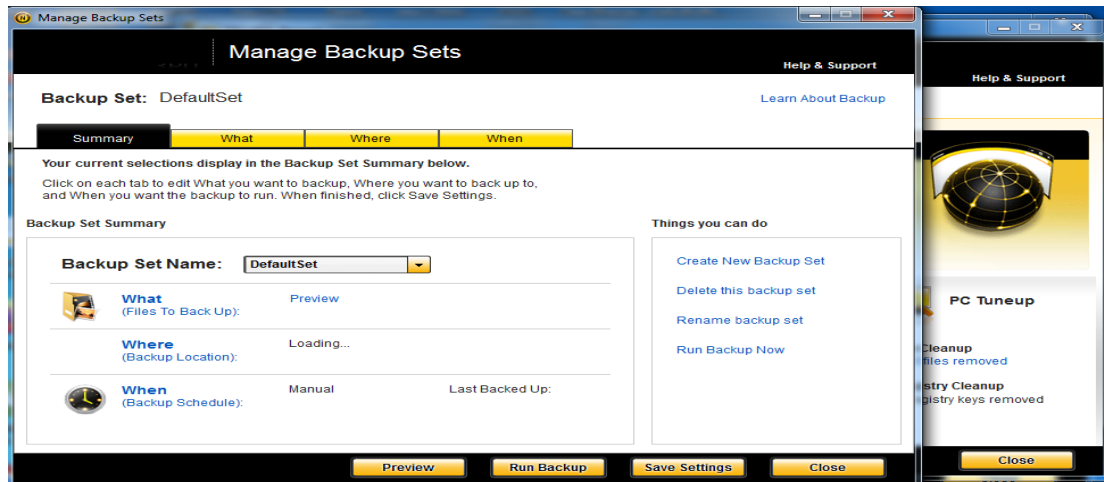 Manage Backup Sets
Manage Backup Sets
Help & Support
Backup Set: DefaultSet
Learn About Backup
Summary What Where When
Your current selections display in the Backup Set Summary below.
Click on each tab to edit What you want to backup, Where you want to back up to,
and When you want the backup to run. When finished, click Save Settings.
Backup Set Summary
Backup Set Name: DefaultSet
What Preview
(Files To Back Up):
Where Loading...
(Backup Location):
When Manual Last Backed Up:
(Backup Schedule):
Things you can do
Create New Backup Set
Delete this backup set
Rename backup set
Run Backup Now
Preview Run Backup Save Settings Close
Help & Support
PC Tuneup
Cleanup
files removed
stry Cleanup
gistry keys removed
Close